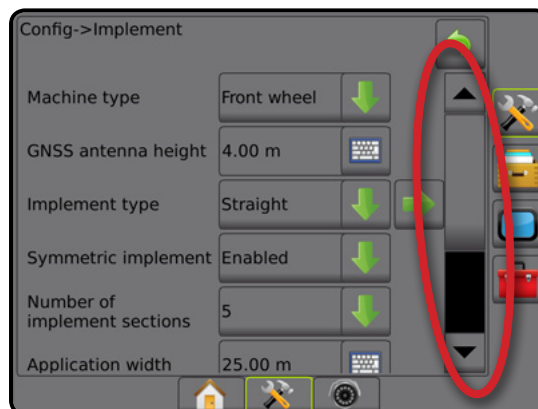 Config->Implement
Machine type Front wheel
GNSS antenna height 4.00 m
Implement type Straight
Symmetric implement Enabled
Number of
implement sections 5
Application width 25.00 m